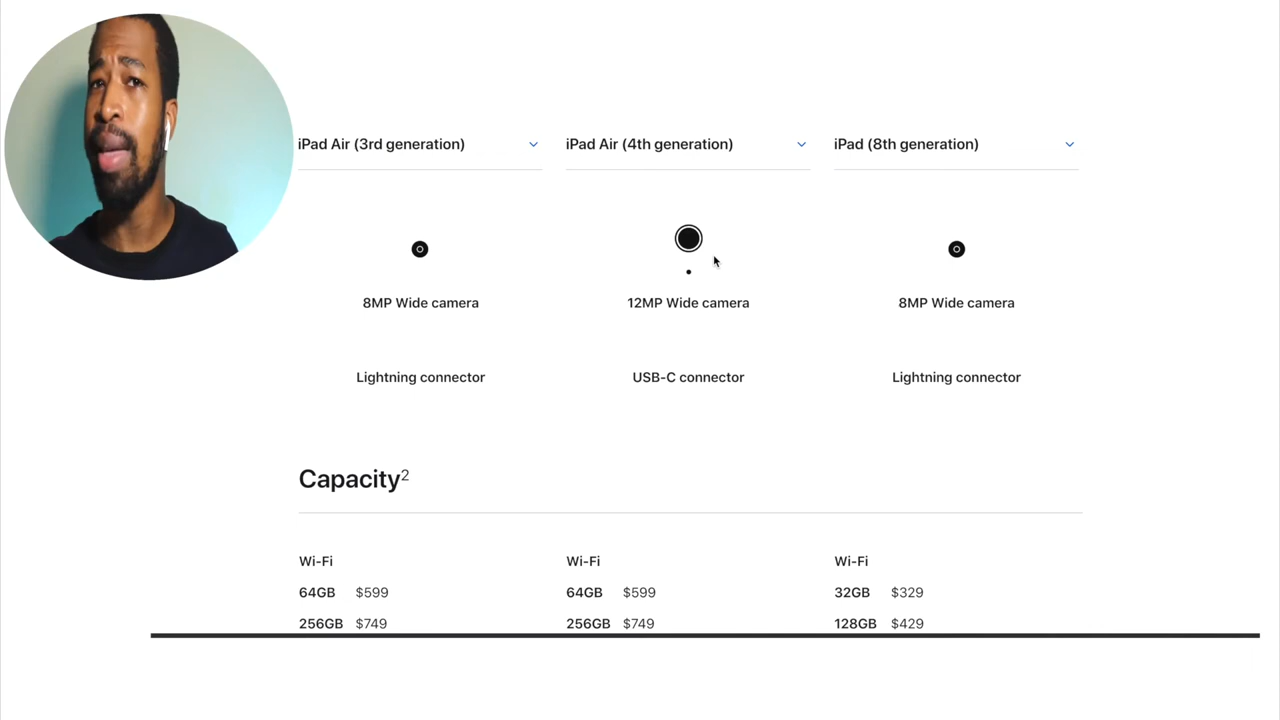 iPad Air (3rd generation) iPad Air (4th generation) iPad (8th generation)
8MP Wide camera 12MP Wide camera 8MP Wide camera
Lightning connector USB-C connector Lightning connector
Capacity2
Wi-Fi Wi-Fi Wi-Fi
64GB $599 64GB $599 32GB $329
256GB $749 256GB $749 128GB $429